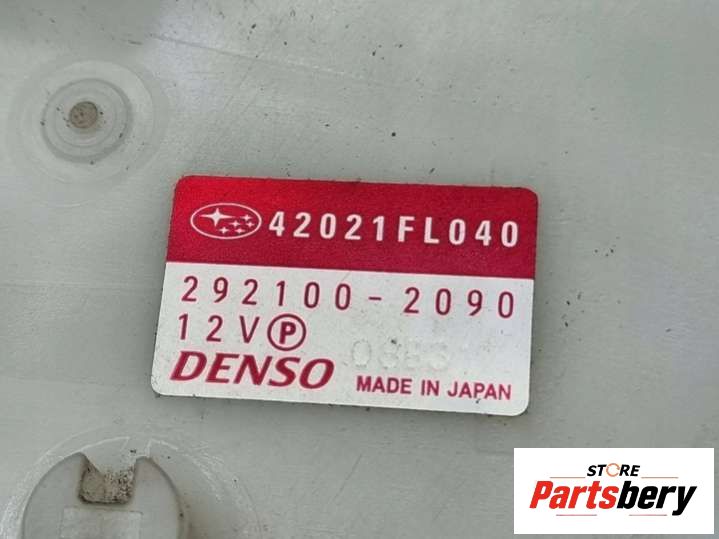 42021FL040
292100-2090
12V P
DENSO
MADE IN JAPAN
STORE
Partsbery